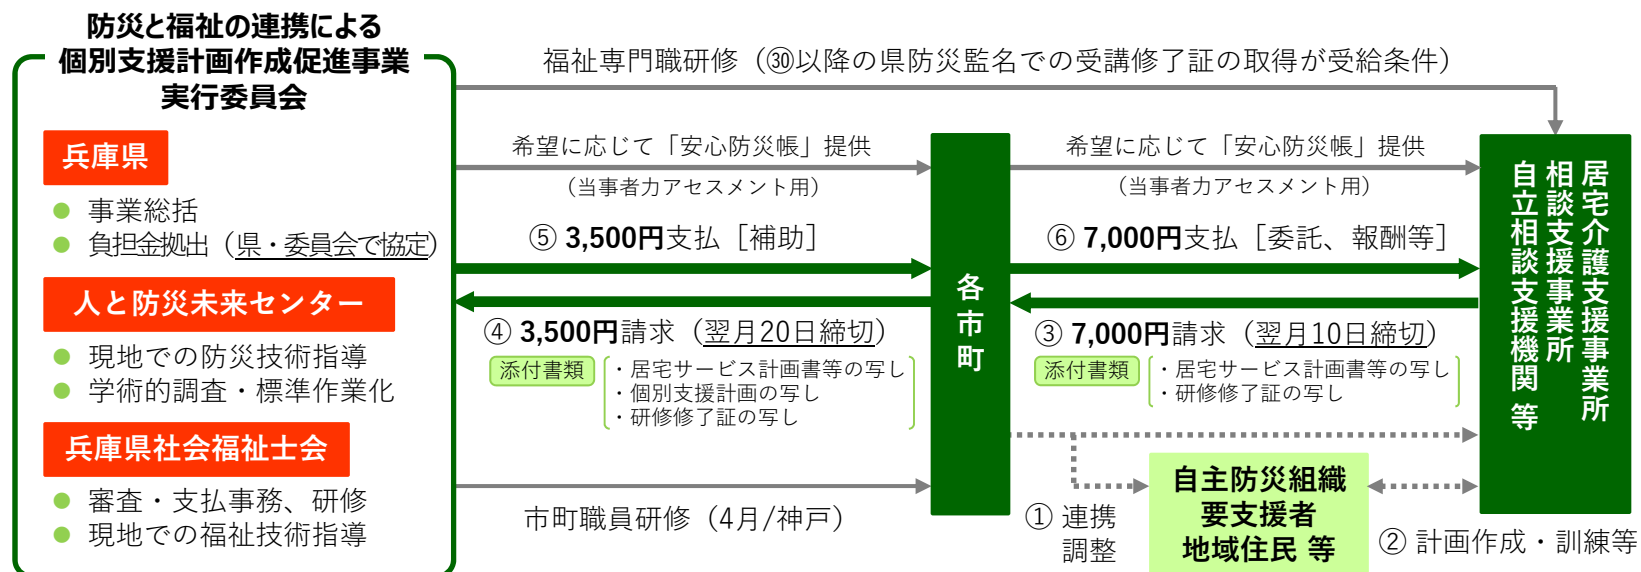 防災と福祉の連携による
個別支援計画作成促進事業
実行委員会
兵庫県
● 事業総括
● 負担金拠出（県・委員会で協定）
人と防災未来センター
● 現地での防災技術指導
● 学術的調査・標準作業化
兵庫県社会福祉士会
● 審査・支払事務、研修
● 現地での福祉技術指導
福祉専門職研修（㉚以降の県防災監名での受講修了証の取得が受給条件）
希望に応じて「安心防災帳」提供
（当事者力アセスメント用）
⑤ 3,500円支払［補助］
④ 3,500円請求（翌月20日締切）
添付書類
・居宅サービス計画書等の写し
・個別支援計画の写し
・研修修了証の写し
市町職員研修（4月/神戸）
各市町
希望に応じて「安心防災帳」提供
（当事者力アセスメント用）
⑥ 7,000円支払［委託、報酬等］
③ 7,000円請求（翌月10日締切）
添付書類
・居宅サービス計画書等の写し
・研修修了証の写し
① 連携
調整
自主防災組織
要支援者
地域住民 等
② 計画作成・訓練等
居宅介護支援事業所
相談支援事業所
自立相談支援機関 等